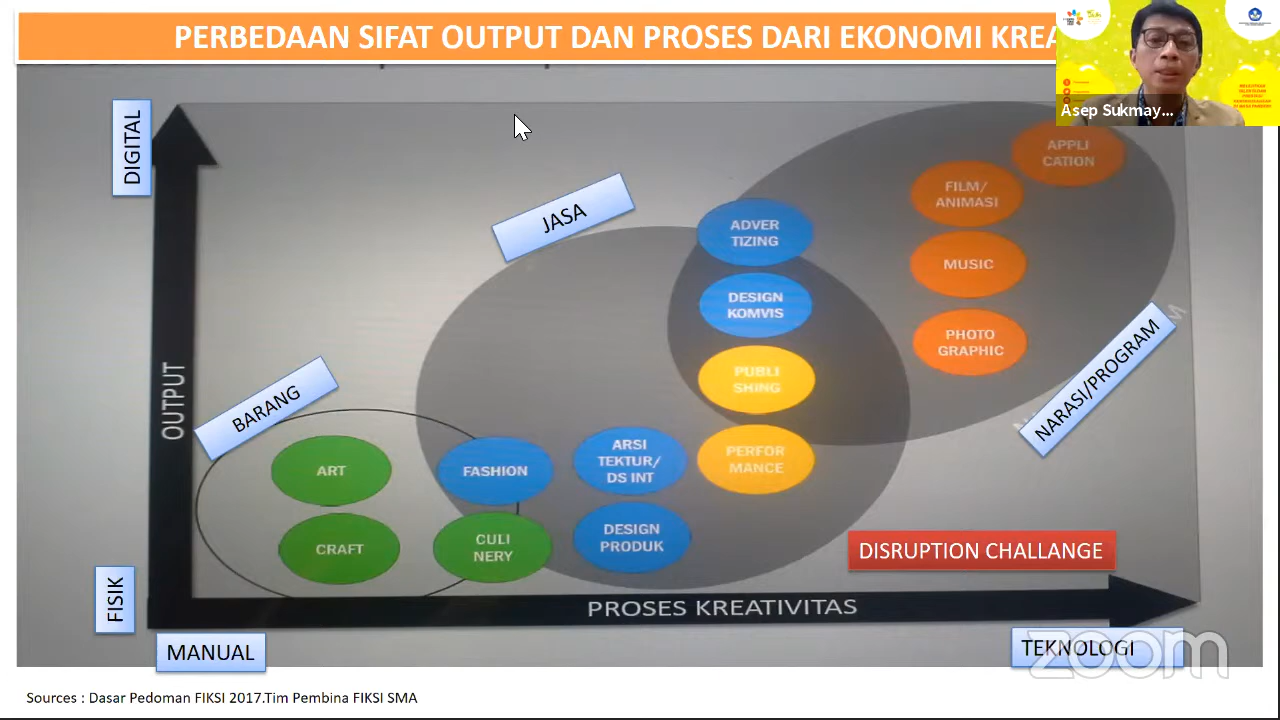 PERBEDAAN SIFAT OUTPUT DAN PROSES DARI EKONOMI KREA
Asep Sukmay...
DIGITAL
JASA
APPLI
CATION
FILM/
ANIMASI
ADVER
TIZING
MUSIC
DESIGN
KOMVIS
PHOTO
GRAPHIC
NARASI/PROGRAM
PUBLI
SHING
OUTPUT
BARANG
ART
FASHION
ARSI
TEKTUR/
DS INT
PERFOR
MANCE
CRAFT
CULI
NERY
DESIGN
PRODUK
DISRUPTION CHALLANGE
FISIK
PROSES KREATIVITAS
MANUAL
TEKNOLOGI
zoom
Sources : Dasar Pedoman FIKSI 2017.Tim Pembina FIKSI SMA